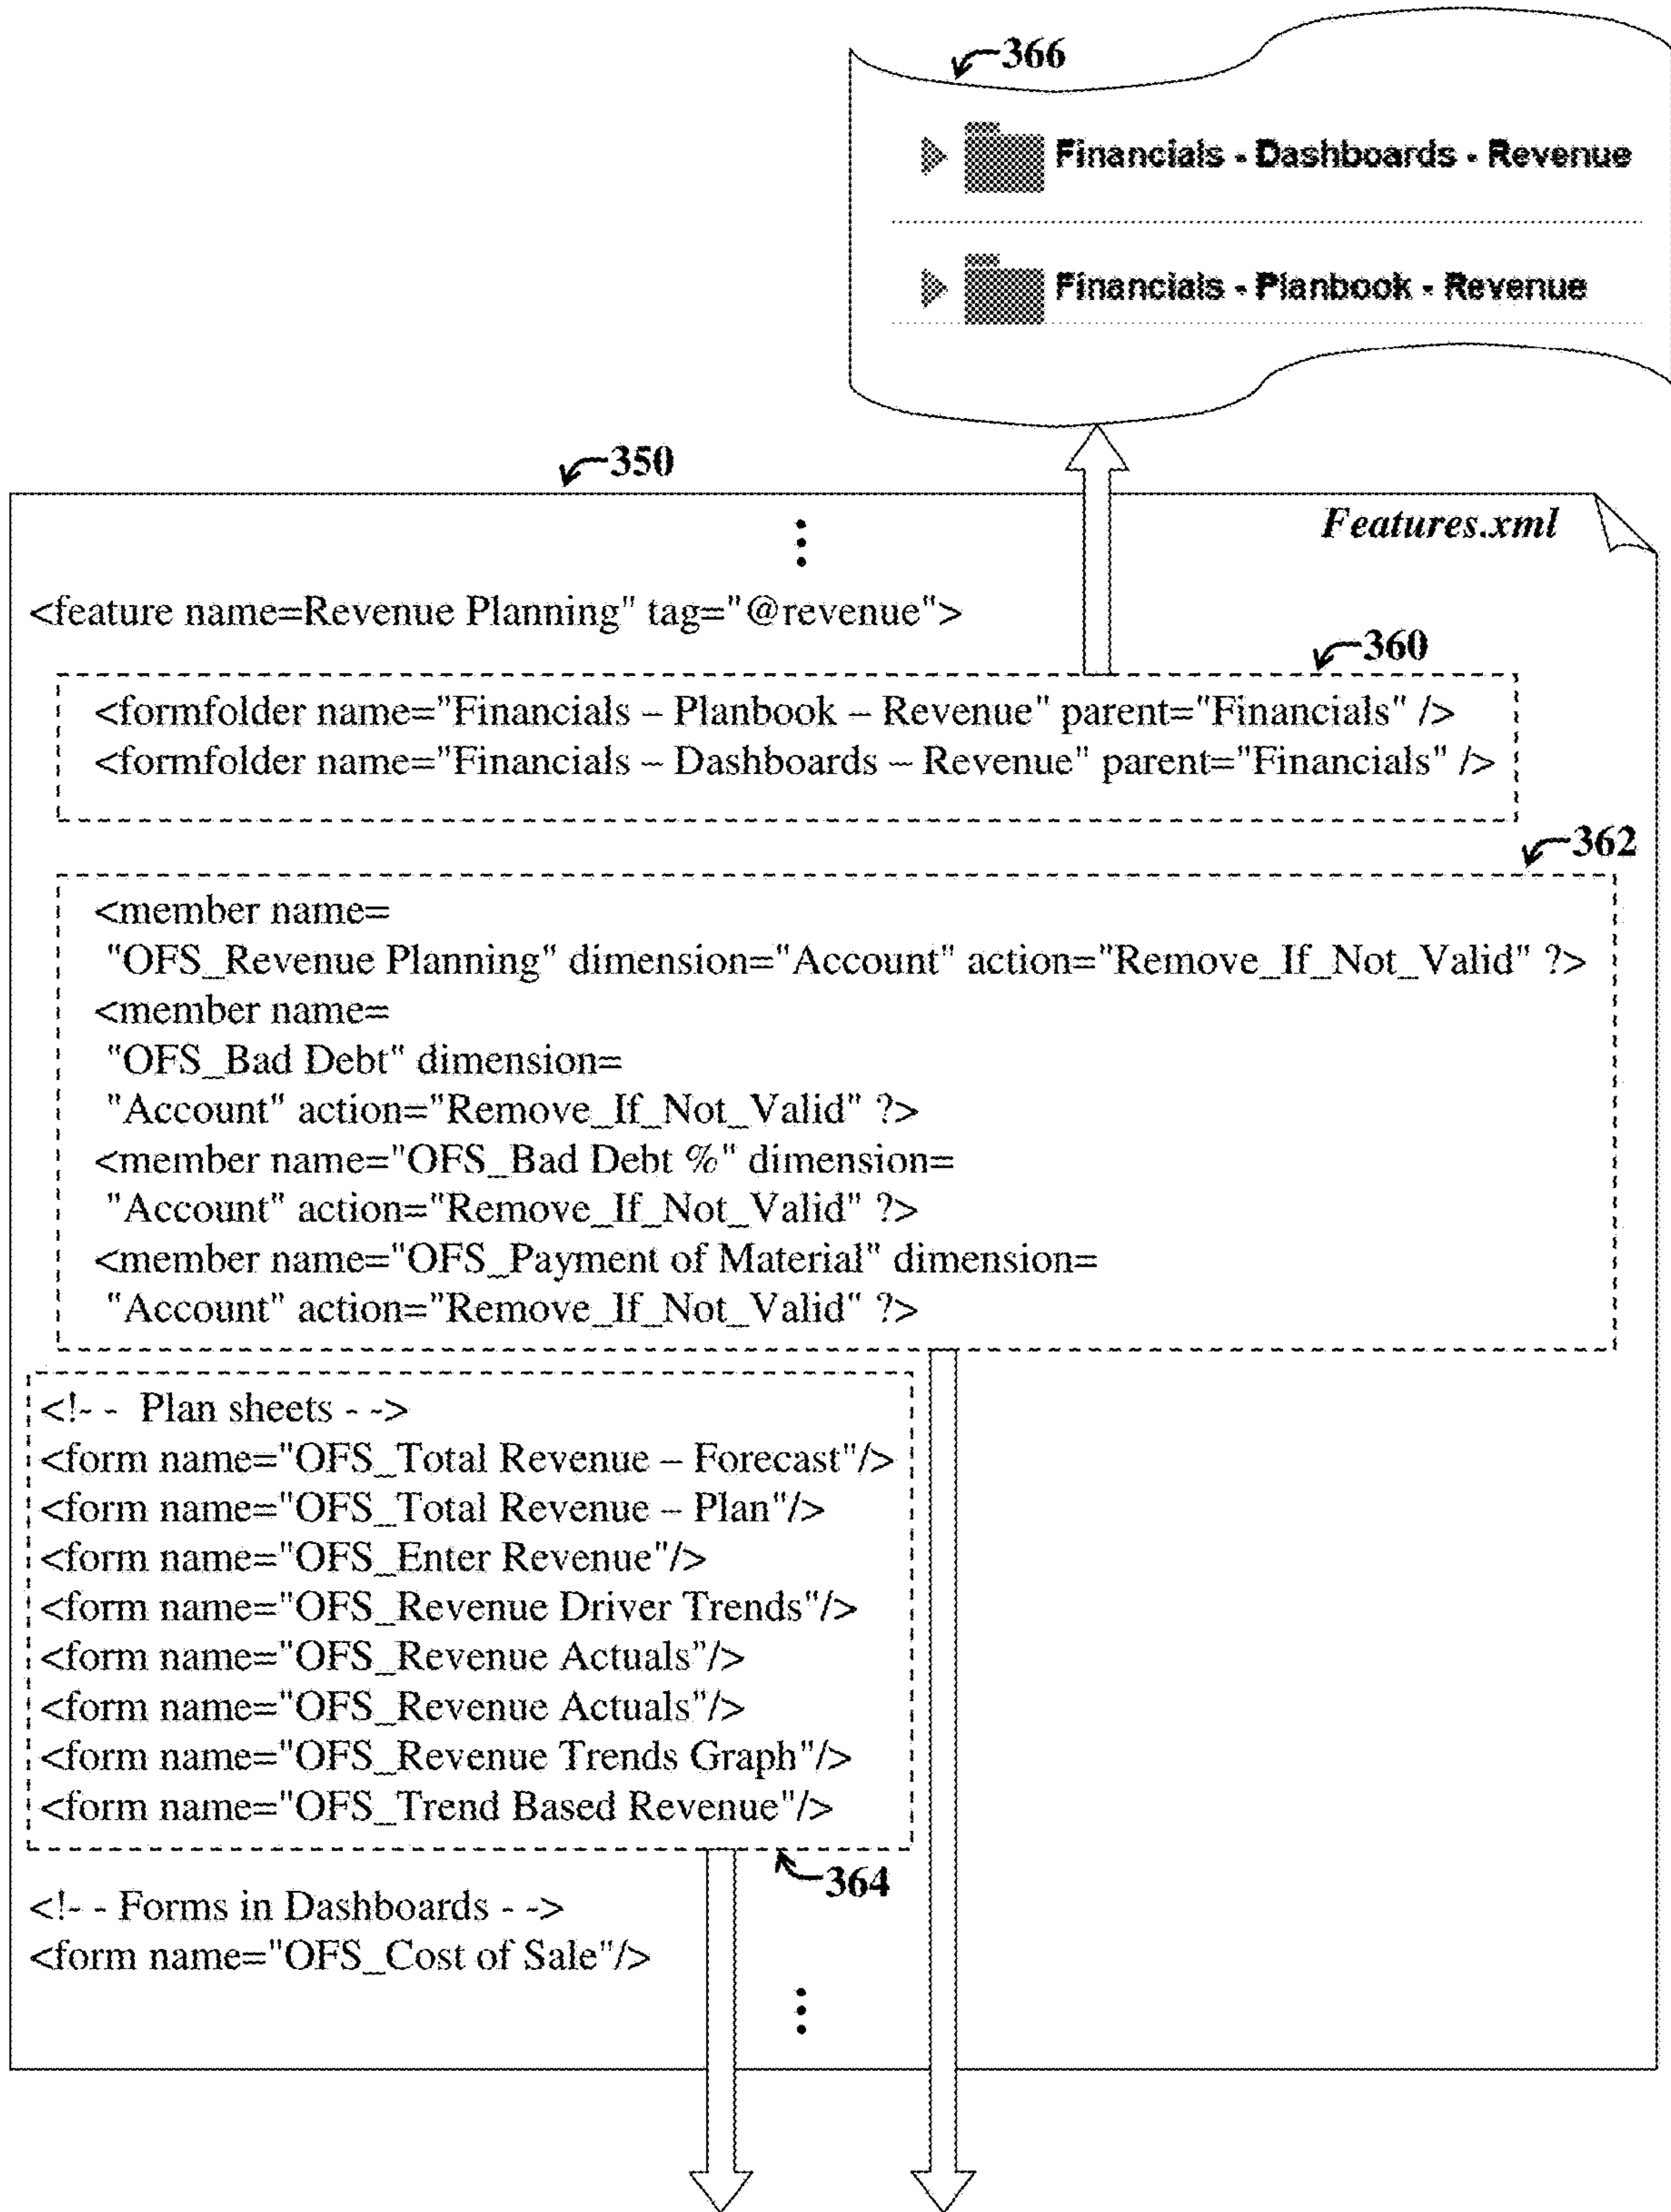 366
Financials - Dashboards - Revenue
Financials - Planbook - Revenue
350
Features.xml
<feature name=Revenue Planning" tag="@revenue">
360
<formfolder name="Financials – Planbook – Revenue" parent="Financials" />
<formfolder name="Financials – Dashboards – Revenue" parent="Financials" />
362
<member name=
"OFS_Revenue Planning" dimension="Account" action="Remove_If_Not_Valid" ?>
<member name=
"OFS_Bad Debt" dimension=
"Account" action="Remove_If_Not_Valid" ?>
<member name="OFS_Bad Debt %" dimension=
"Account" action="Remove_If_Not_Valid" ?>
<member name="OFS_Payment of Material" dimension=
"Account" action="Remove_If_Not_Valid" ?>
<!- - Plan sheets - ->
<form name="OFS_Total Revenue – Forecast"/>
<form name="OFS_Total Revenue – Plan"/>
<form name="OFS_Enter Revenue"/>
<form name="OFS_Revenue Driver Trends"/>
<form name="OFS_Revenue Actuals"/>
<form name="OFS_Revenue Actuals"/>
<form name="OFS_Revenue Trends Graph"/>
<form name="OFS_Trend Based Revenue"/>
364
<!- - Forms in Dashboards - ->
<form name="OFS_Cost of Sale"/>